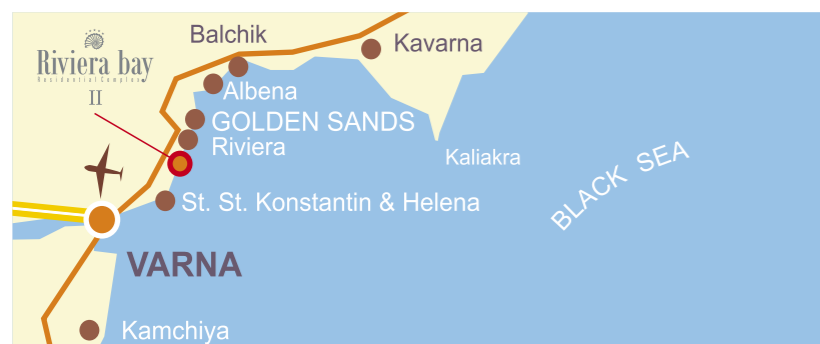 Balchik
Kavarna
Riviera bay
Residential Complex
II
Albena
GOLDEN SANDS
Riviera
Kaliakra
BLACK SEA
St. St. Konstantin & Helena
VARNA
Kamchiya